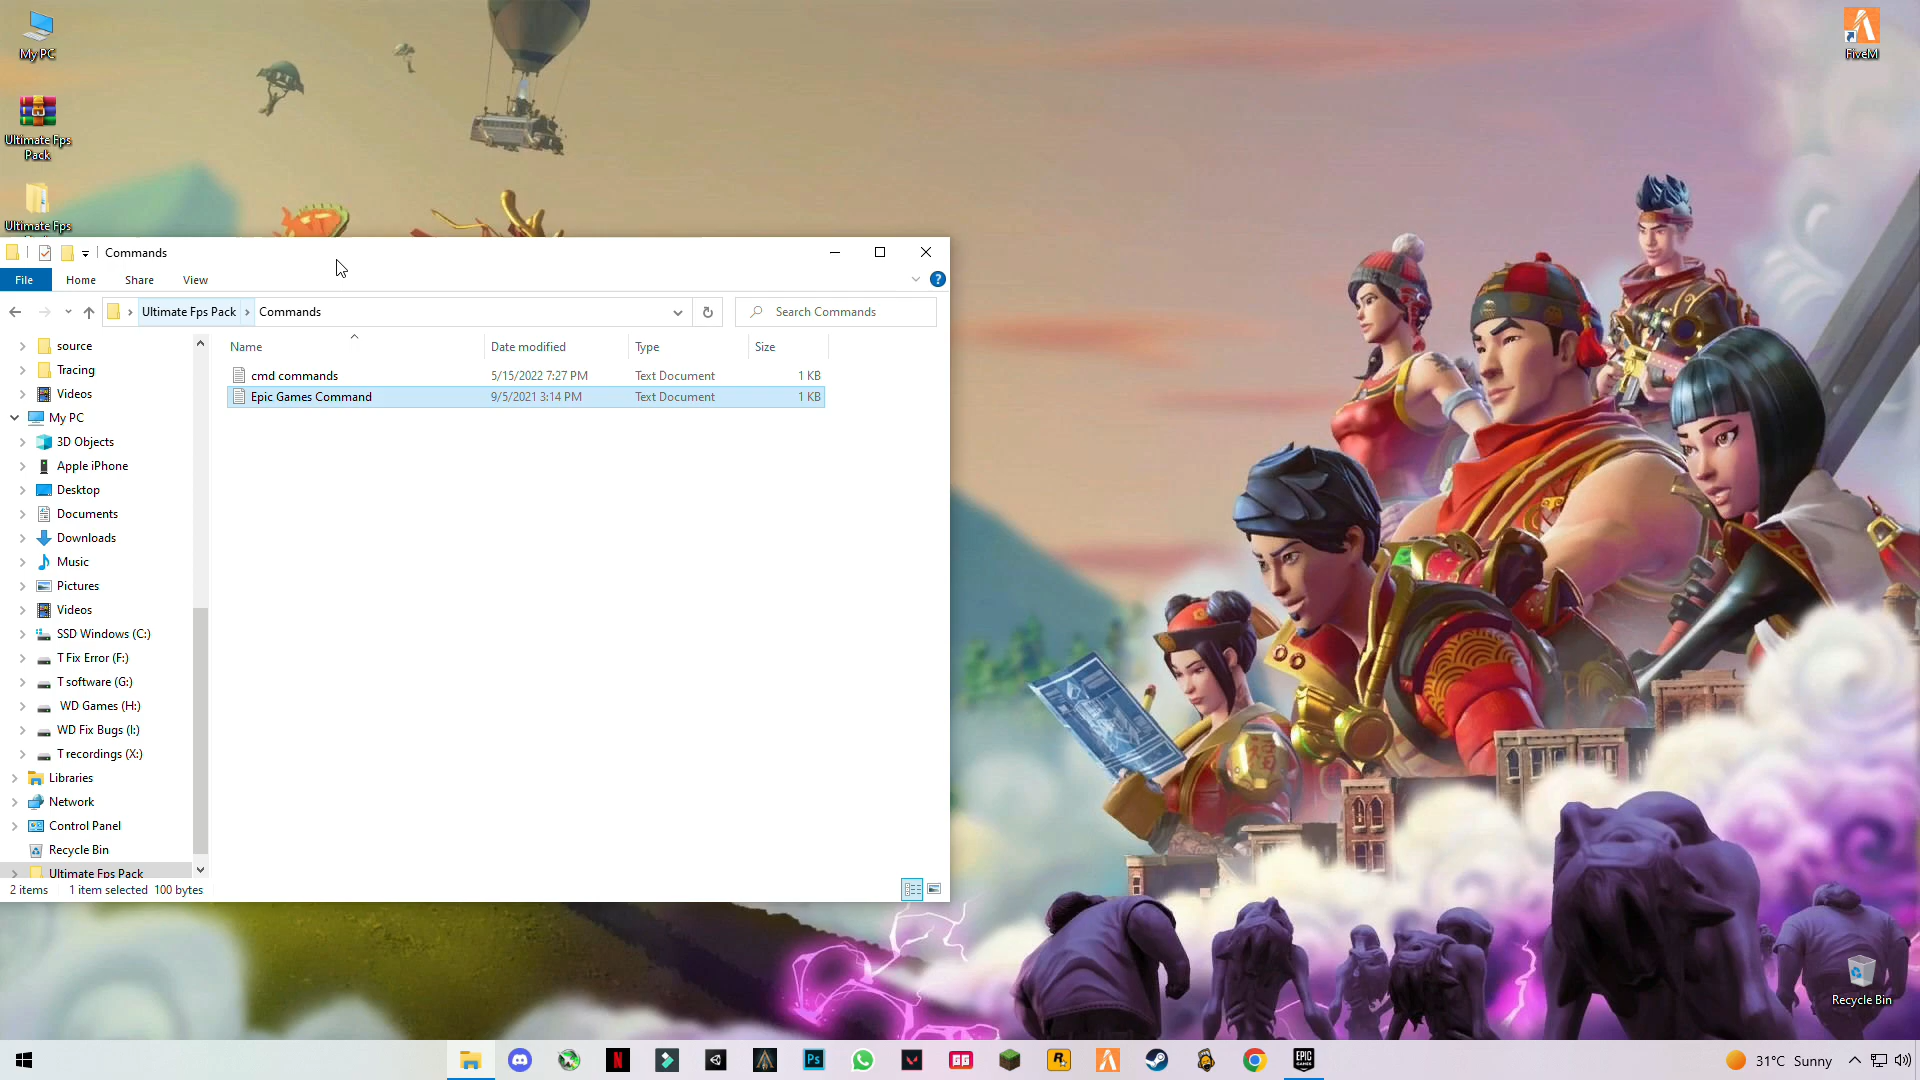 My PC
FiveM
Ultimate Fps
Pack
Ultimate Fps
Commands
File
Home
Share
View
Ultimate Fps Pack
Commands
Search Commands
Name
Date modified
Type
Size
cmd commands
5/15/2022 7:27 PM
Text Document
1 KB
Epic Games Command
9/5/2021 3:14 PM
Text Document
1 KB
source
Tracing
Videos
My PC
3D Objects
Apple iPhone
Desktop
Documents
Downloads
Music
Pictures
Videos
SSD Windows (C:)
T Fix Error (F:)
T software (G:)
WD Games (H:)
WD Fix Bugs (I:)
T recordings (X:)
Libraries
Network
Control Panel
Recycle Bin
Ultimate Fps Pack
2 items
1 item selected 100 bytes
福
Recycle Bin
N
Ps
GG
R
EPIC
GAMES
31°C Sunny